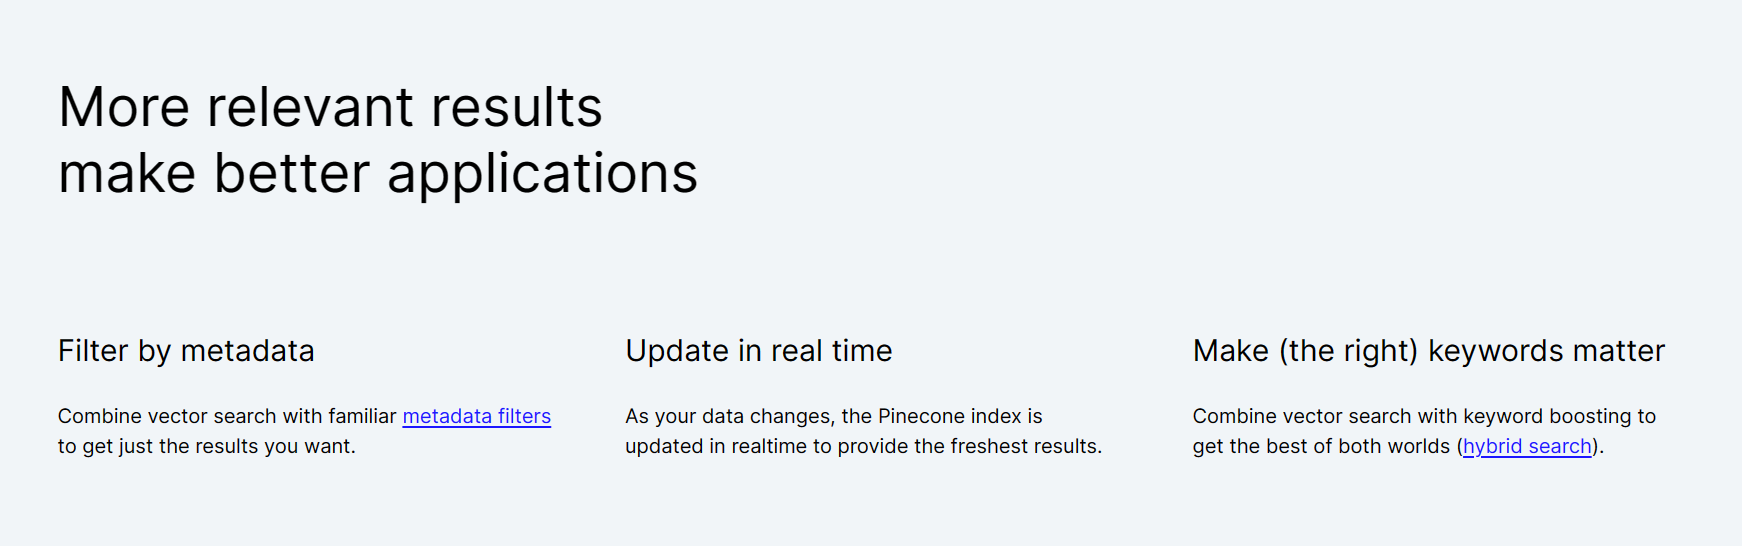 More relevant results
make better applications
Filter by metadata
Combine vector search with familiar metadata filters
to get just the results you want.
Update in real time
As your data changes, the Pinecone index is
updated in realtime to provide the freshest results.
Make (the right) keywords matter
Combine vector search with keyword boosting to
get the best of both worlds (hybrid search).